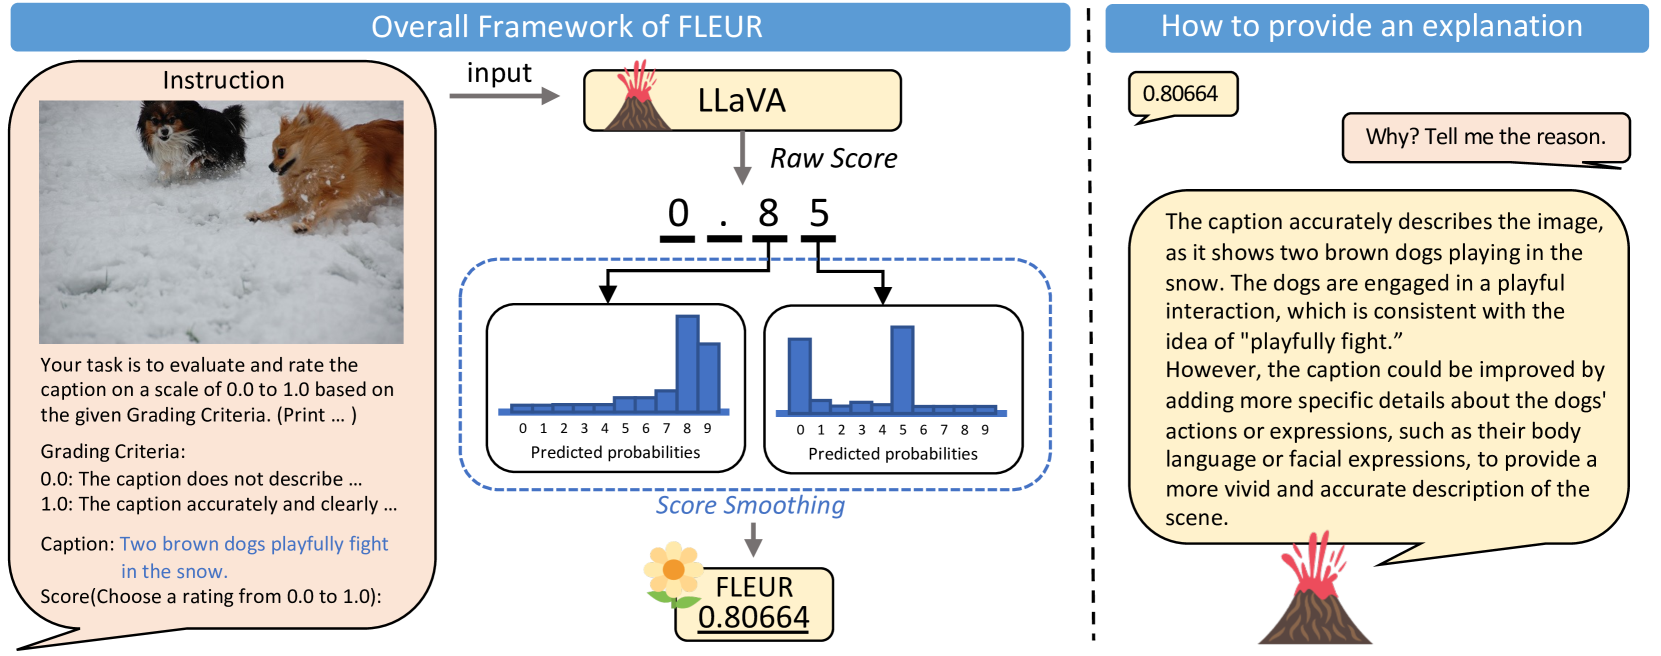 Overall Framework of FLEUR
Instruction
Your task is to evaluate and rate the
caption on a scale of 0.0 to 1.0 based on
the given Grading Criteria. (Print ... )
Grading Criteria:
0.0: The caption does not describe ...
1.0: The caption accurately and clearly ...
Caption: Two brown dogs playfully fight
in the snow.
Score(Choose a rating from 0.0 to 1.0):
input
LLaVA
Raw Score
0 . 8 5
0 1 2 3 4 5 6 7 8 9
Predicted probabilities
0 1 2 3 4 5 6 7 8 9
Predicted probabilities
Score Smoothing
FLEUR
0.80664
How to provide an explanation
0.80664
Why? Tell me the reason.
The caption accurately describes the image,
as it shows two brown dogs playing in the
snow. The dogs are engaged in a playful
interaction, which is consistent with the
idea of "playfully fight.”
However, the caption could be improved by
adding more specific details about the dogs'
actions or expressions, such as their body
language or facial expressions, to provide a
more vivid and accurate description of the
scene.